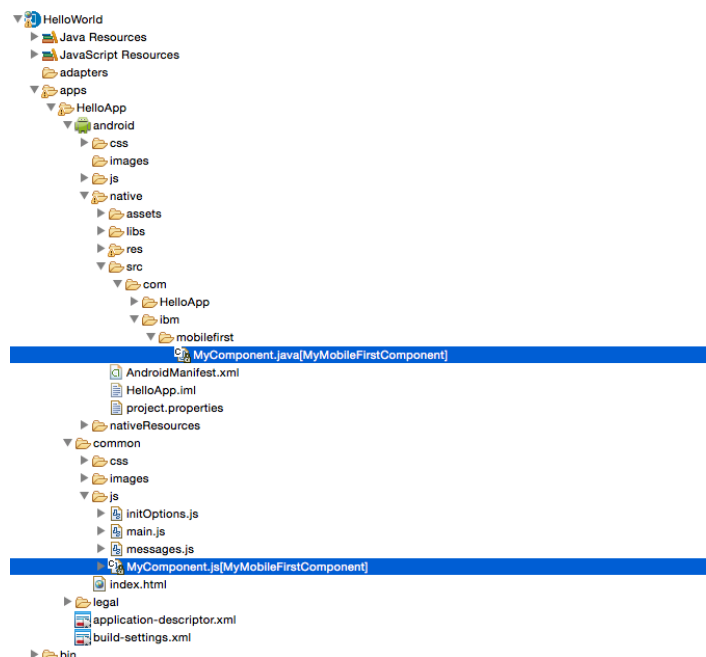 HelloWorld
Java Resources
JavaScript Resources
adapters
apps
HelloApp
android
css
images
js
native
assets
libs
res
src
com
HelloApp
ibm
mobilefirst
MyComponent.java[MyMobileFirstComponent]
AndroidManifest.xml
HelloApp.iml
project.properties
nativeResources
common
css
images
js
initOptions.js
main.js
messages.js
MyComponent.js[MyMobileFirstComponent]
index.html
legal
application-descriptor.xml
build-settings.xml
bin